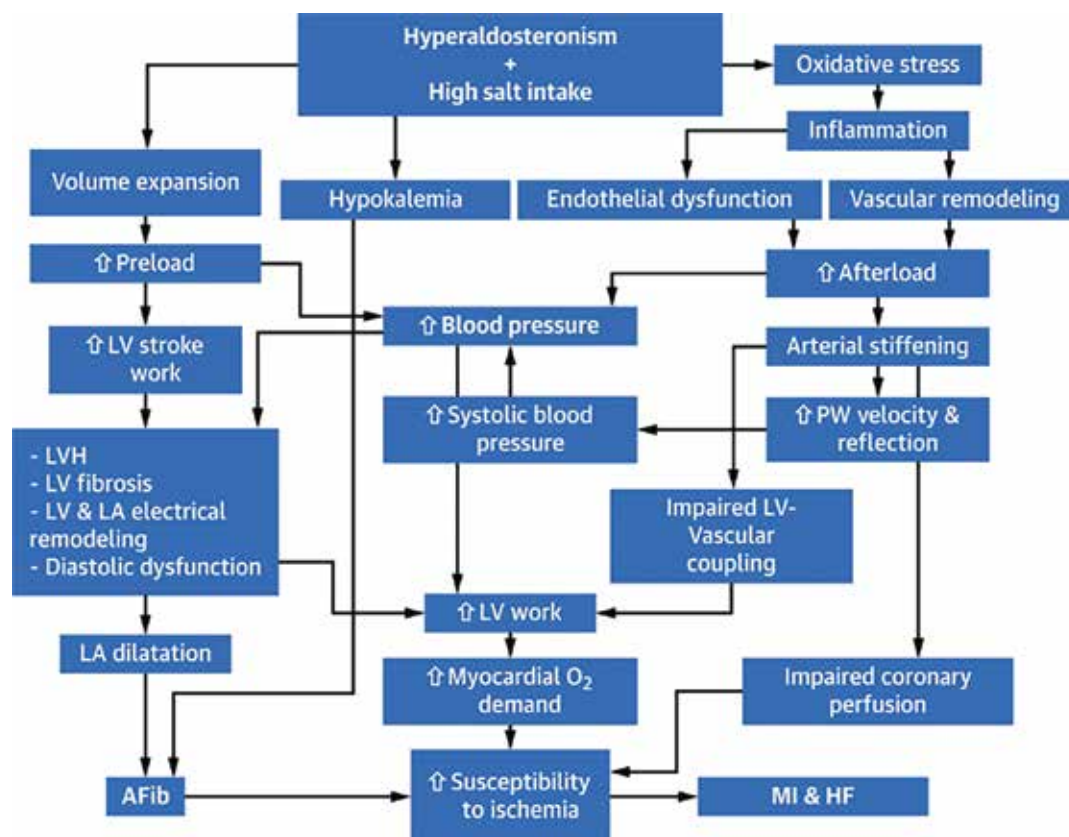 Hyperaldosteronism
+
High salt intake
Oxidative stress
Inflammation
Volume expansion
Hypokalemia
Endothelial dysfunction
Vascular remodeling
⇧ Preload
⇧ Afterload
⇧ Blood pressure
⇧ LV stroke
work
Arterial stiffening
⇧ Systolic blood
pressure
⇧ PW velocity &
reflection
- LVH
- LV fibrosis
- LV & LA electrical
remodeling
- Diastolic dysfunction
Impaired LV-
Vascular
coupling
⇧ LV work
LA dilatation
⇧ Myocardial O₂
demand
Impaired coronary
perfusion
AFib
⇧ Susceptibility
to ischemia
MI & HF